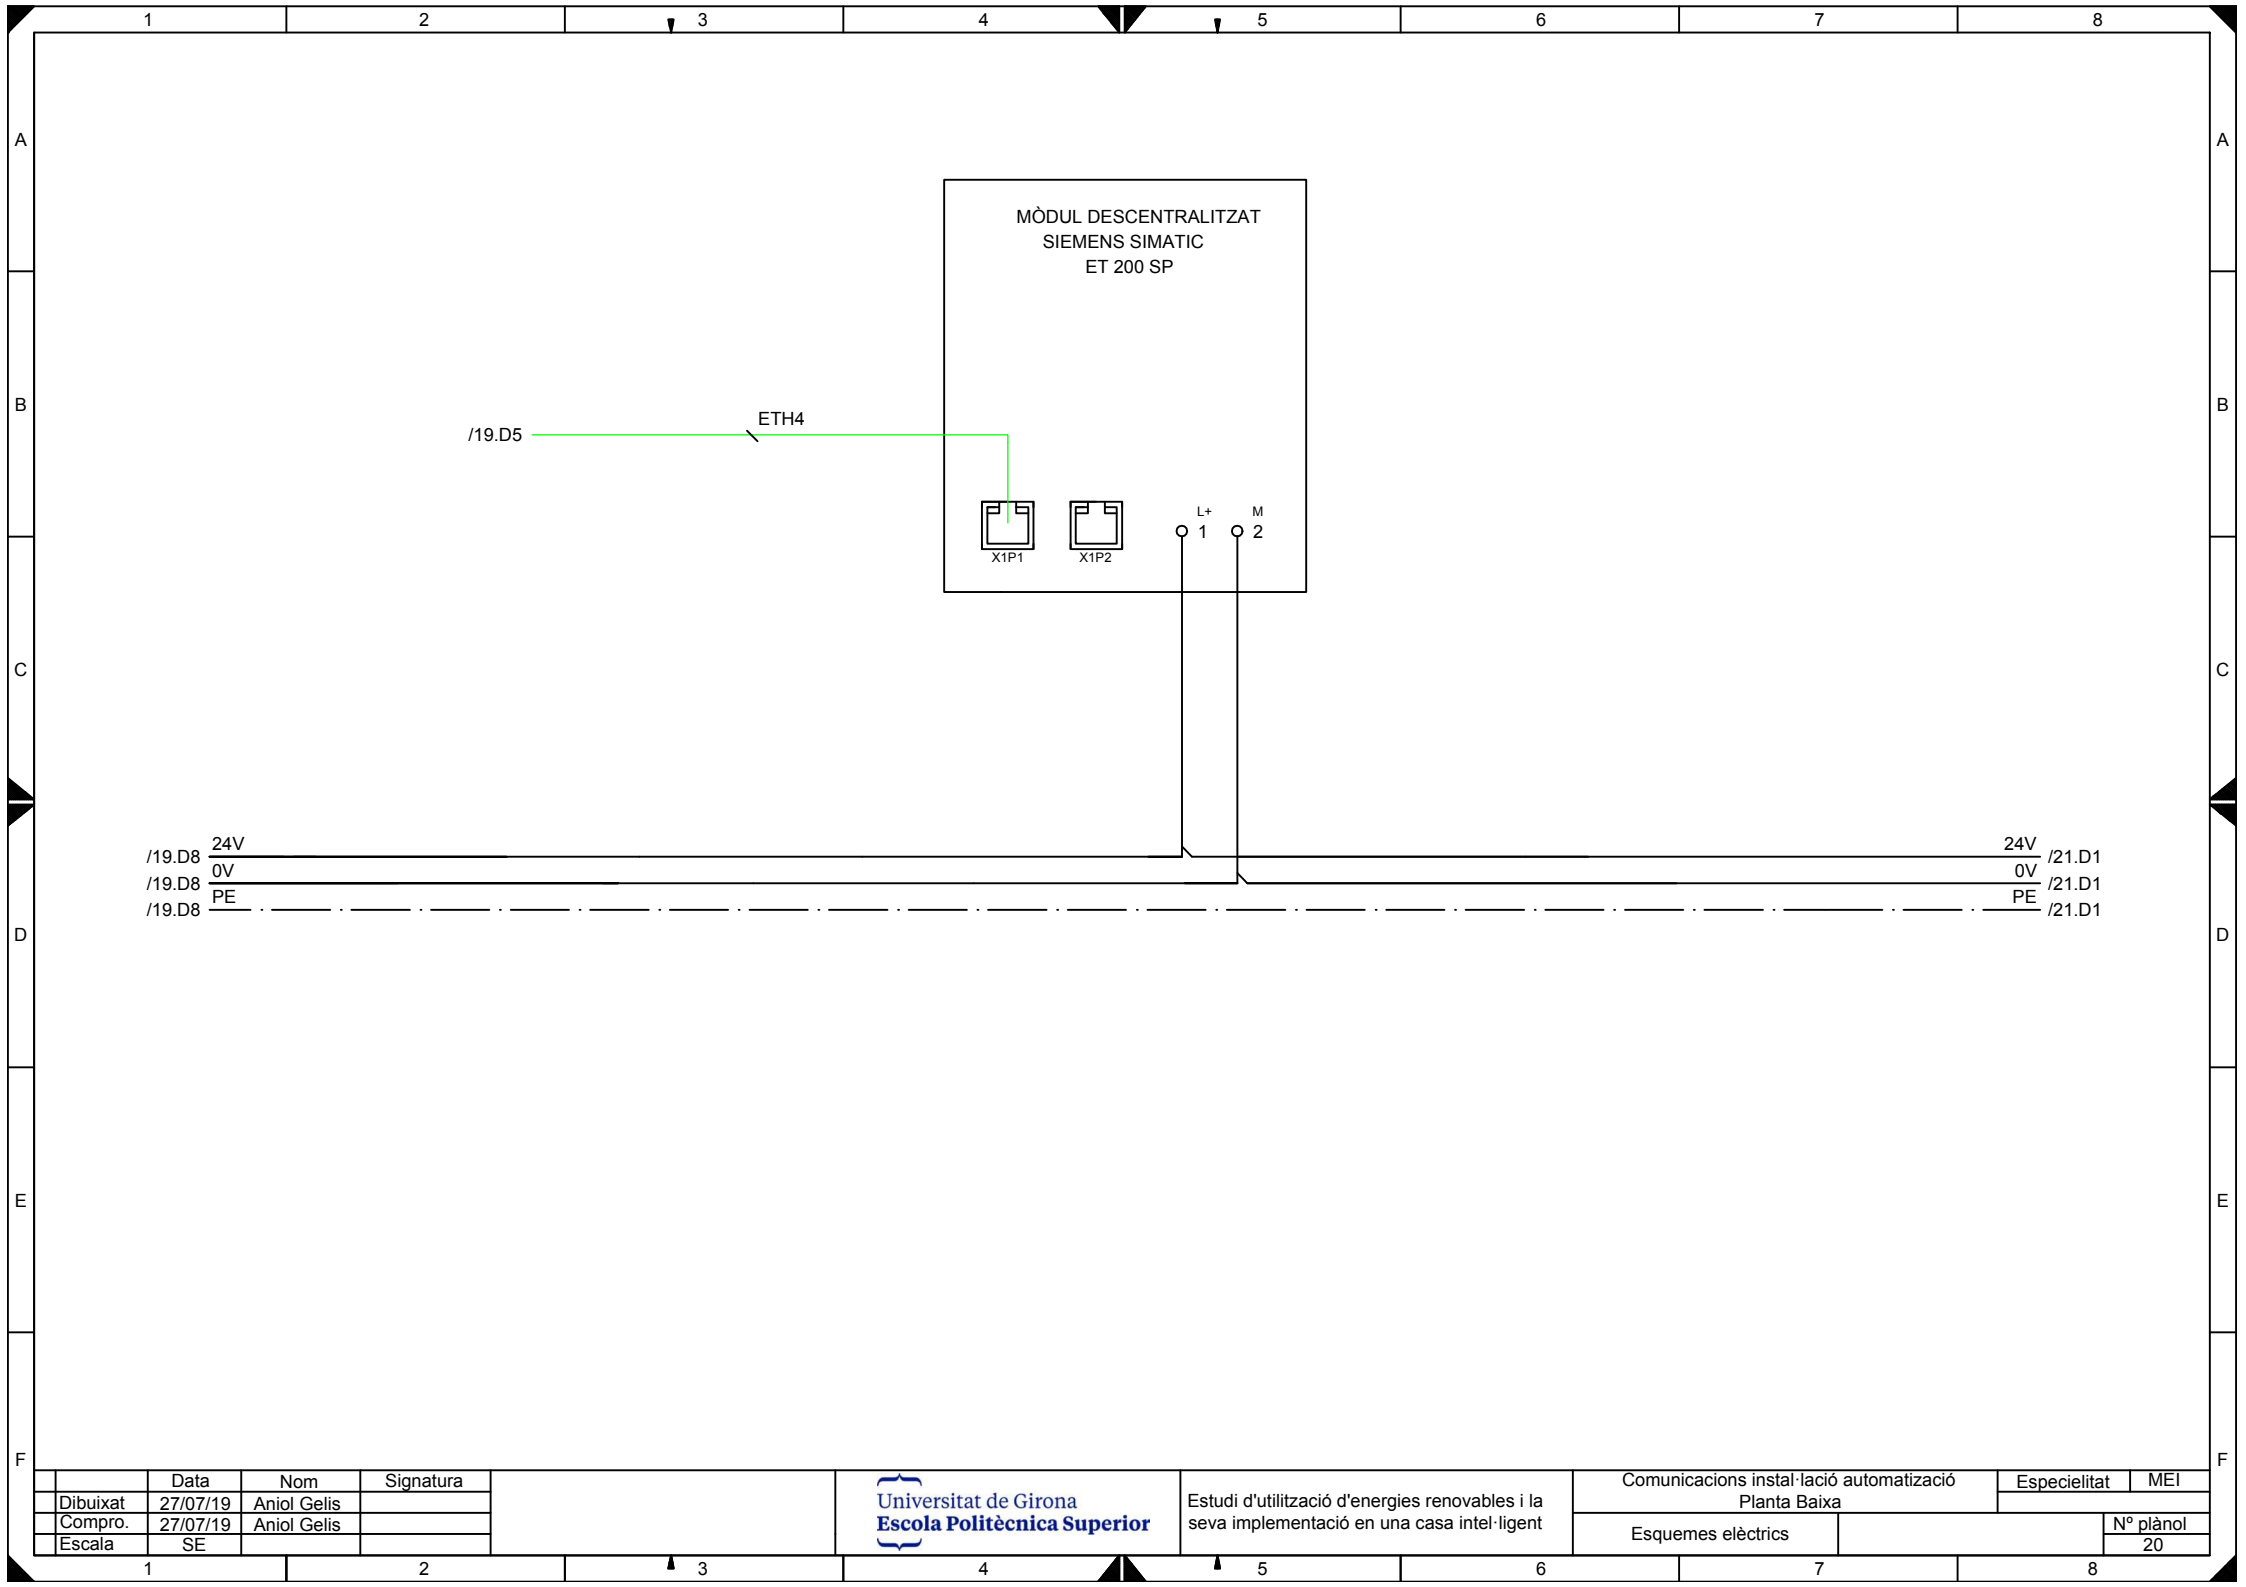 1 2 3 4 5 6 7 8
A A
MÒDUL DESCENTRALITZAT
SIEMENS SIMATIC
ET 200 SP
B B
ETH4
/19.D5
L+ M
1 2
X1P1 X1P2
C C
24V 24V
/19.D8 /21.D1
0V 0V
/19.D8 /21.D1
PE PE
/19.D8 /21.D1
D D
E E
F F
Data Nom Signatura
Dibuixat 27/07/19 Aniol Gelis
Compro. 27/07/19 Aniol Gelis
Escala SE
Universitat de Girona
Escola Politècnica Superior
Estudi d'utilització d'energies renovables i la
seva implementació en una casa intel·ligent
Comunicacions instal·lació automatizació
Planta Baixa
Esquemes elèctrics
Especielitat MEI
Nº plànol
20
1 2 3 4 5 6 7 8